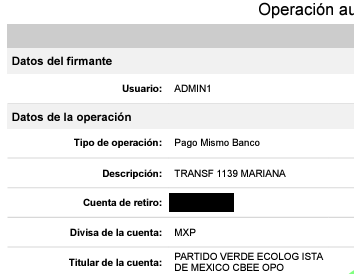 Operación au
Datos del firmante
Usuario: ADMIN1
Datos de la operación
Tipo de operación: Pago Mismo Banco
Descripción: TRANSF 1139 MARIANA
Cuenta de retiro:
Divisa de la cuenta: MXP
Titular de la cuenta: PARTIDO VERDE ECOLOG ISTA
DE MEXICO CBEE OPO